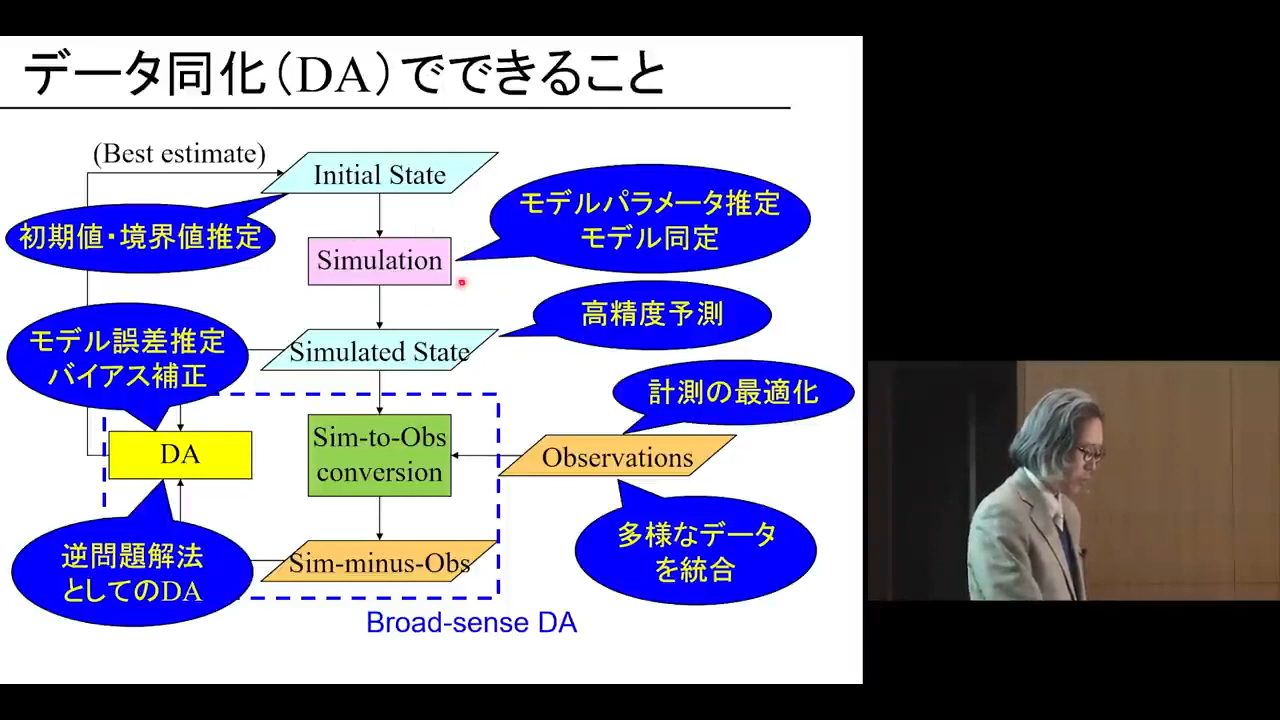 データ同化(DA)でできること
(Best estimate)
Initial State
モデルパラメータ推定
モデル同定
初期値・境界値推定
Simulation
高精度予測
モデル誤差推定
バイアス補正
Simulated State
計測の最適化
Sim-to-Obs
conversion
DA
Observations
多様なデータ
を統合
逆問題解法
としてのDA
Sim-minus-Obs
Broad-sense DA